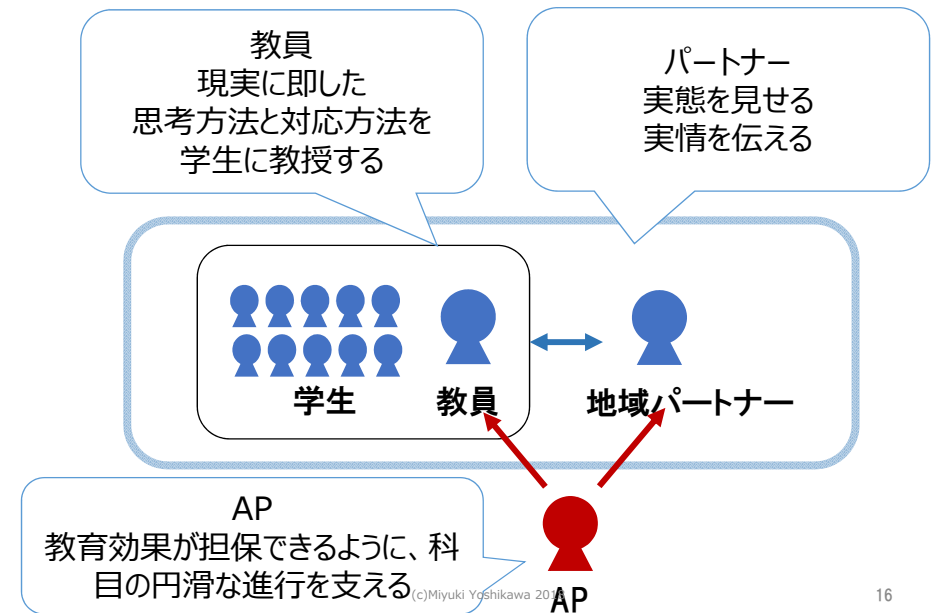 教員
現実に即した
思考方法と対応方法を
学生に教授する
パートナー
実態を見せる
実情を伝える
学生
教員
地域パートナー
AP
教育効果が担保できるように、科
目の円滑な進行を支える
(c)Miyuki Yoshikawa
AP
16